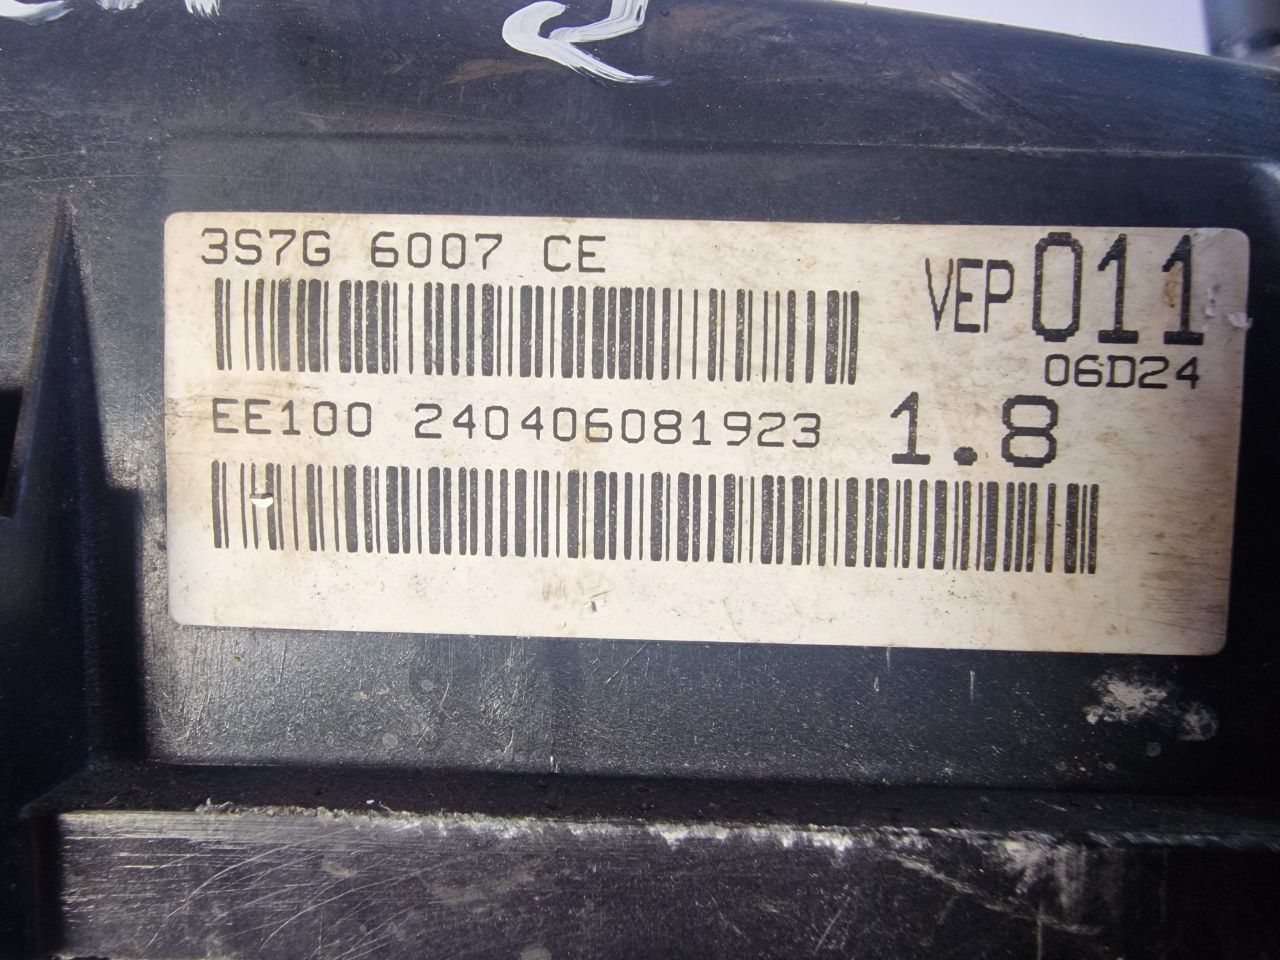 3S7G 6007 CE
VEP 011
06D24
EE100 240406081923
1.8